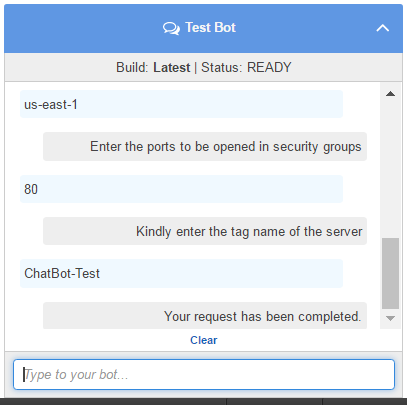 Test Bot
Build: Latest | Status: READY
us-east-1
Enter the ports to be opened in security groups
80
Kindly enter the tag name of the server
ChatBot-Test
Your request has been completed.
Clear
Type to your bot...